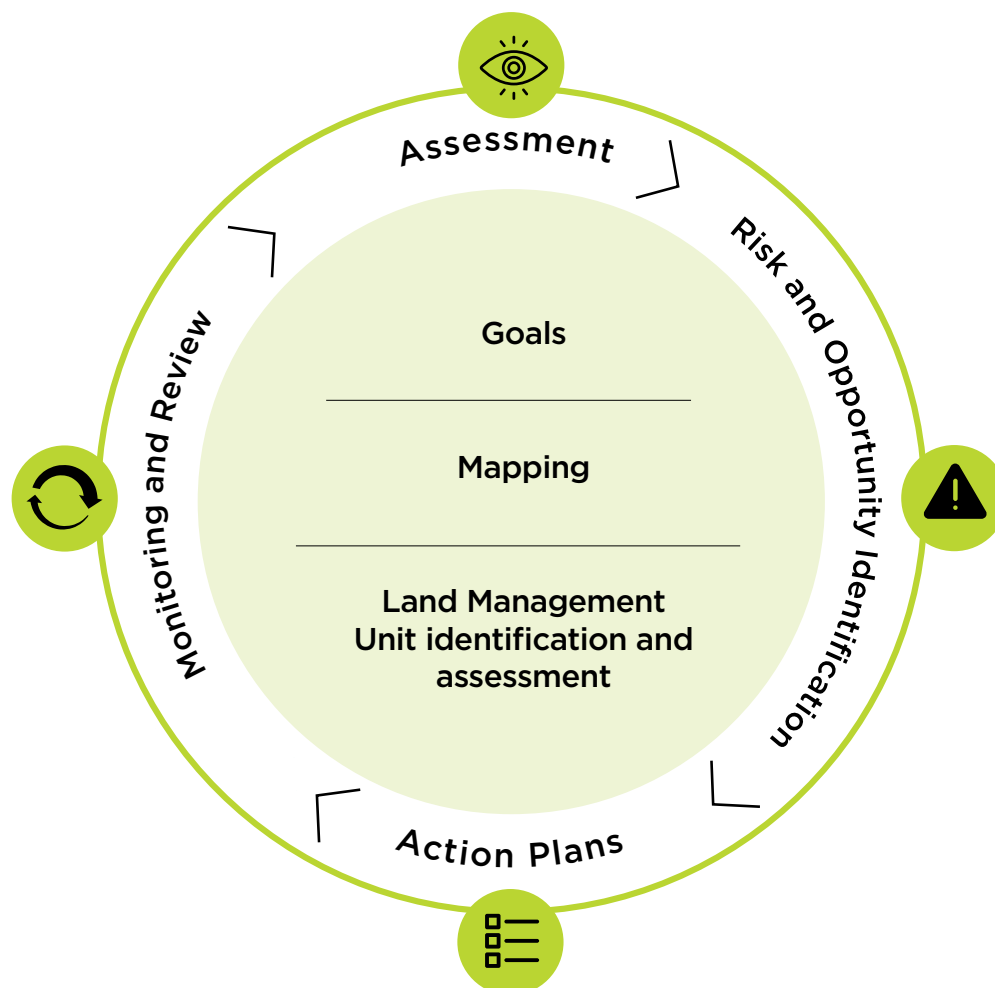 Assessment
Risk and Opportunity Identification
Action Plans
Monitoring and Review
Goals
Mapping
Land Management
Unit identification and
assessment